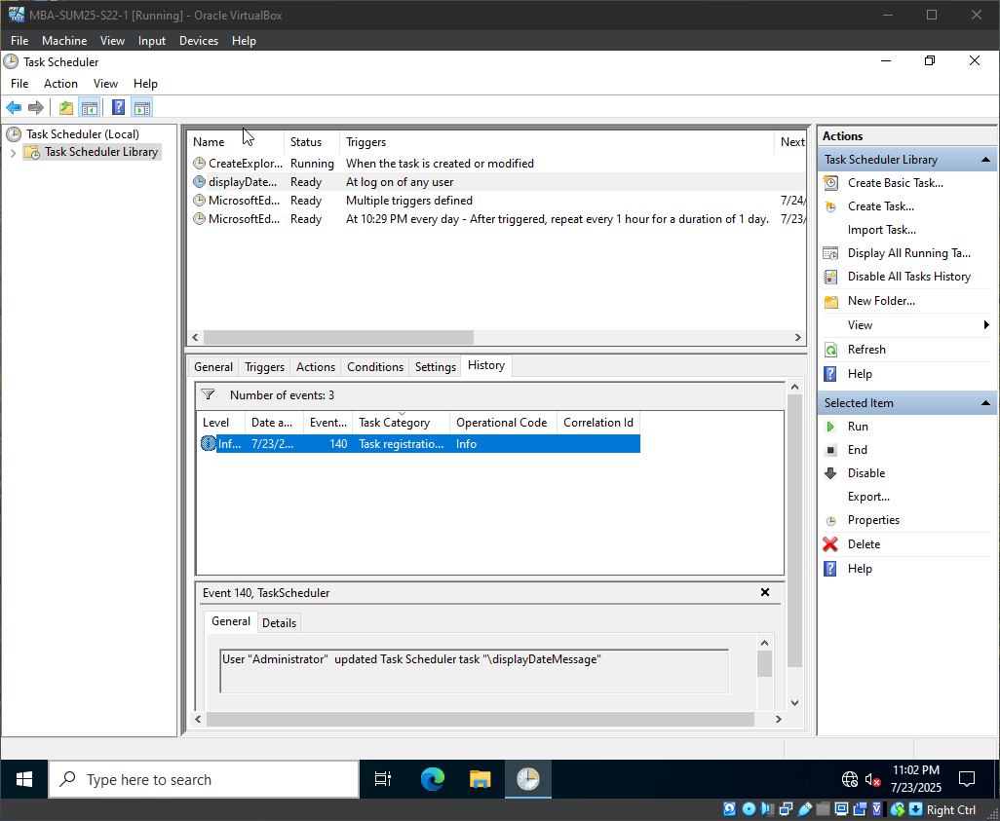 MBA-SUM25-S22-1 [Running] - Oracle VirtualBox
File Machine View Input Devices Help
Task Scheduler
File Action View Help
Task Scheduler (Local)
Task Scheduler Library
Name Status Triggers Next
CreateExplor... Running When the task is created or modified
displayDate... Ready At log on of any user
MicrosoftEd... Ready Multiple triggers defined 7/24/
MicrosoftEd... Ready At 10:29 PM every day - After triggered, repeat every 1 hour for a duration of 1 day. 7/23/
General Triggers Actions Conditions Settings History
Number of events: 3
Level Date a... Event... Task Category Operational Code Correlation Id
Inf... 7/23/2... 140 Task registratio... Info
Event 140, TaskScheduler
General Details
User "Administrator"  updated Task Scheduler task "\displayDateMessage"
Actions
Task Scheduler Library
Create Basic Task...
Create Task...
Import Task...
Display All Running Ta...
Disable All Tasks History
New Folder...
View
Refresh
Help
Selected Item
Run
End
Disable
Export...
Properties
Delete
Help
Type here to search
11:02 PM
7/23/2025
Right Ctrl